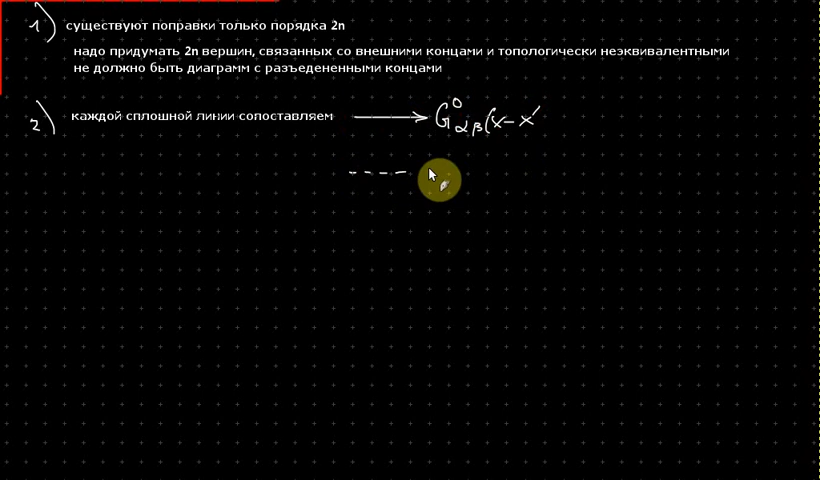 1) существуют поправки только порядка 2n
надо придумать 2n вершин, связанных со внешними концами и топологически неэквивалентными
не должно быть диаграмм с разъедененными концами
2) каждой сплошной линии сопоставляем ⟶ G⁰αβ(x-x'